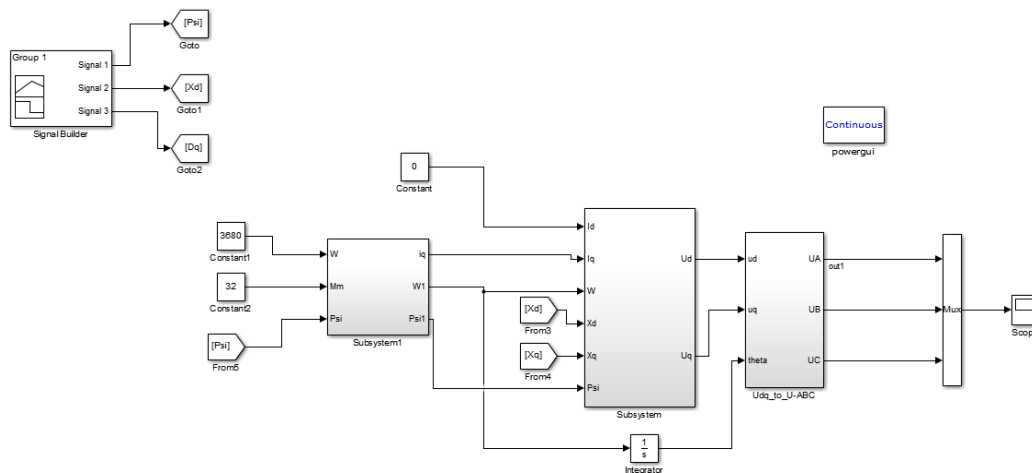 Group 1
Signal 1
Signal 2
Signal 3
Signal Builder
[Psi]
Goto
[Xd]
Goto1
[Dq]
Goto2
Continuous
powergui
0
Constant
3680
Constant1
32
Constant2
[Psi]
From5
W
Mm
Psi
iq
W1
Psi1
Subsystem1
[Xd]
From3
[Xq]
From4
Id
Iq
W
Xd
Xq
Psi
Ud
Uq
Subsystem
1
s
Integrator
ud
uq
theta
UA
UB
UC
Udq_to_U-ABC
out1
Mux
Scop